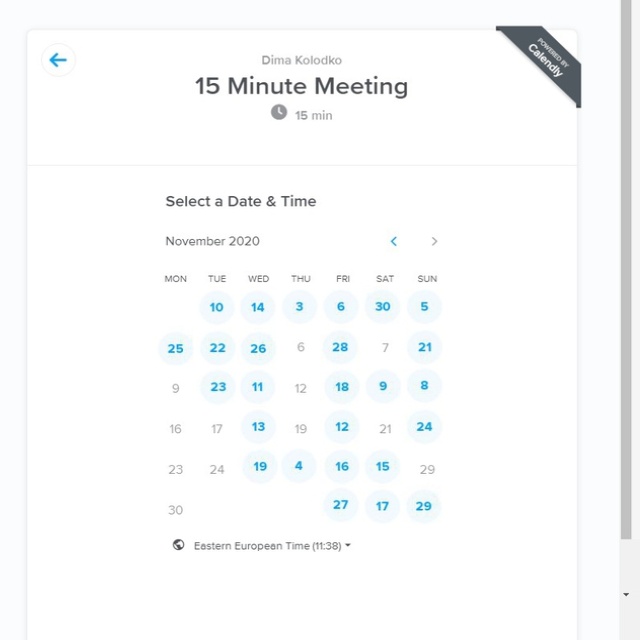 POWERED BY
Calendly
Dima Kolodko
15 Minute Meeting
15 min
Select a Date & Time
November 2020
MON TUE WED THU FRI SAT SUN
10 14 3 6 30 5
25 22 26 6 28 7 21
9 23 11 12 18 9 8
16 17 13 19 12 21 24
23 24 19 4 16 15 29
30 27 17 29
Eastern European Time (11:38)